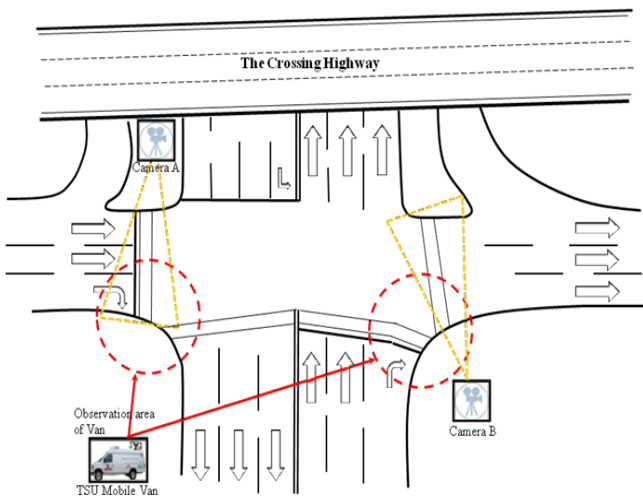 The Crossing Highway
Camera A
Observation area
of Van
Camera B
TSU Mobile Van